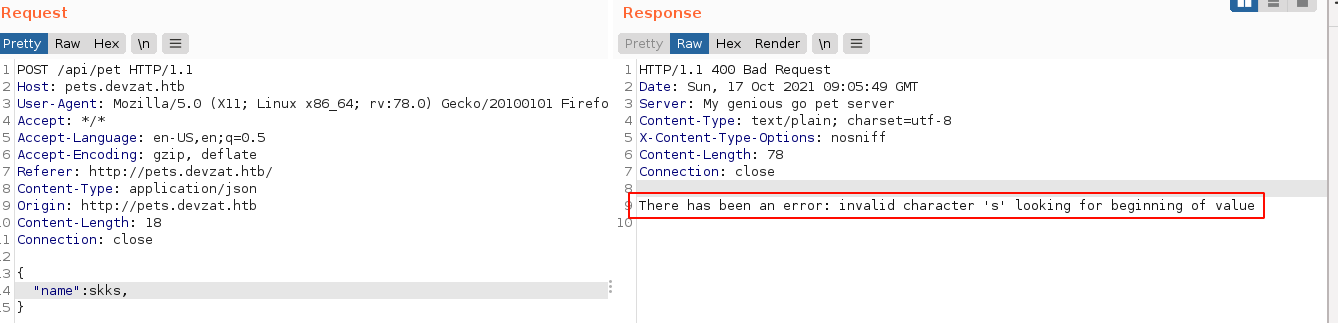 Request
Pretty Raw Hex \n
1 POST /api/pet HTTP/1.1
2 Host: pets.devzat.htb
3 User-Agent: Mozilla/5.0 (X11; Linux x86_64; rv:78.0) Gecko/20100101 Firefo
4 Accept: */*
5 Accept-Language: en-US,en;q=0.5
6 Accept-Encoding: gzip, deflate
7 Referer: http://pets.devzat.htb/
8 Content-Type: application/json
9 Origin: http://pets.devzat.htb
.0 Content-Length: 18
.1 Connection: close
.2
.3 {
.4 "name":skks,
.5 }
Response
Pretty Raw Hex Render \n
1 HTTP/1.1 400 Bad Request
2 Date: Sun, 17 Oct 2021 09:05:49 GMT
3 Server: My genious go pet server
4 Content-Type: text/plain; charset=utf-8
5 X-Content-Type-Options: nosniff
6 Content-Length: 78
7 Connection: close
8
9 There has been an error: invalid character 's' looking for beginning of value
10